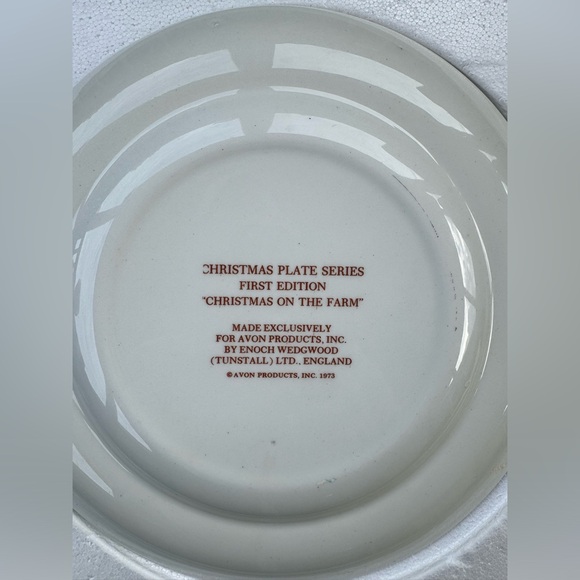 CHRISTMAS PLATE SERIES
FIRST EDITION
"CHRISTMAS ON THE FARM"
MADE EXCLUSIVELY
FOR AVON PRODUCTS, INC.
BY ENOCH WEDGWOOD
(TUNSTALL) LTD., ENGLAND
©AVON PRODUCTS, INC. 1973